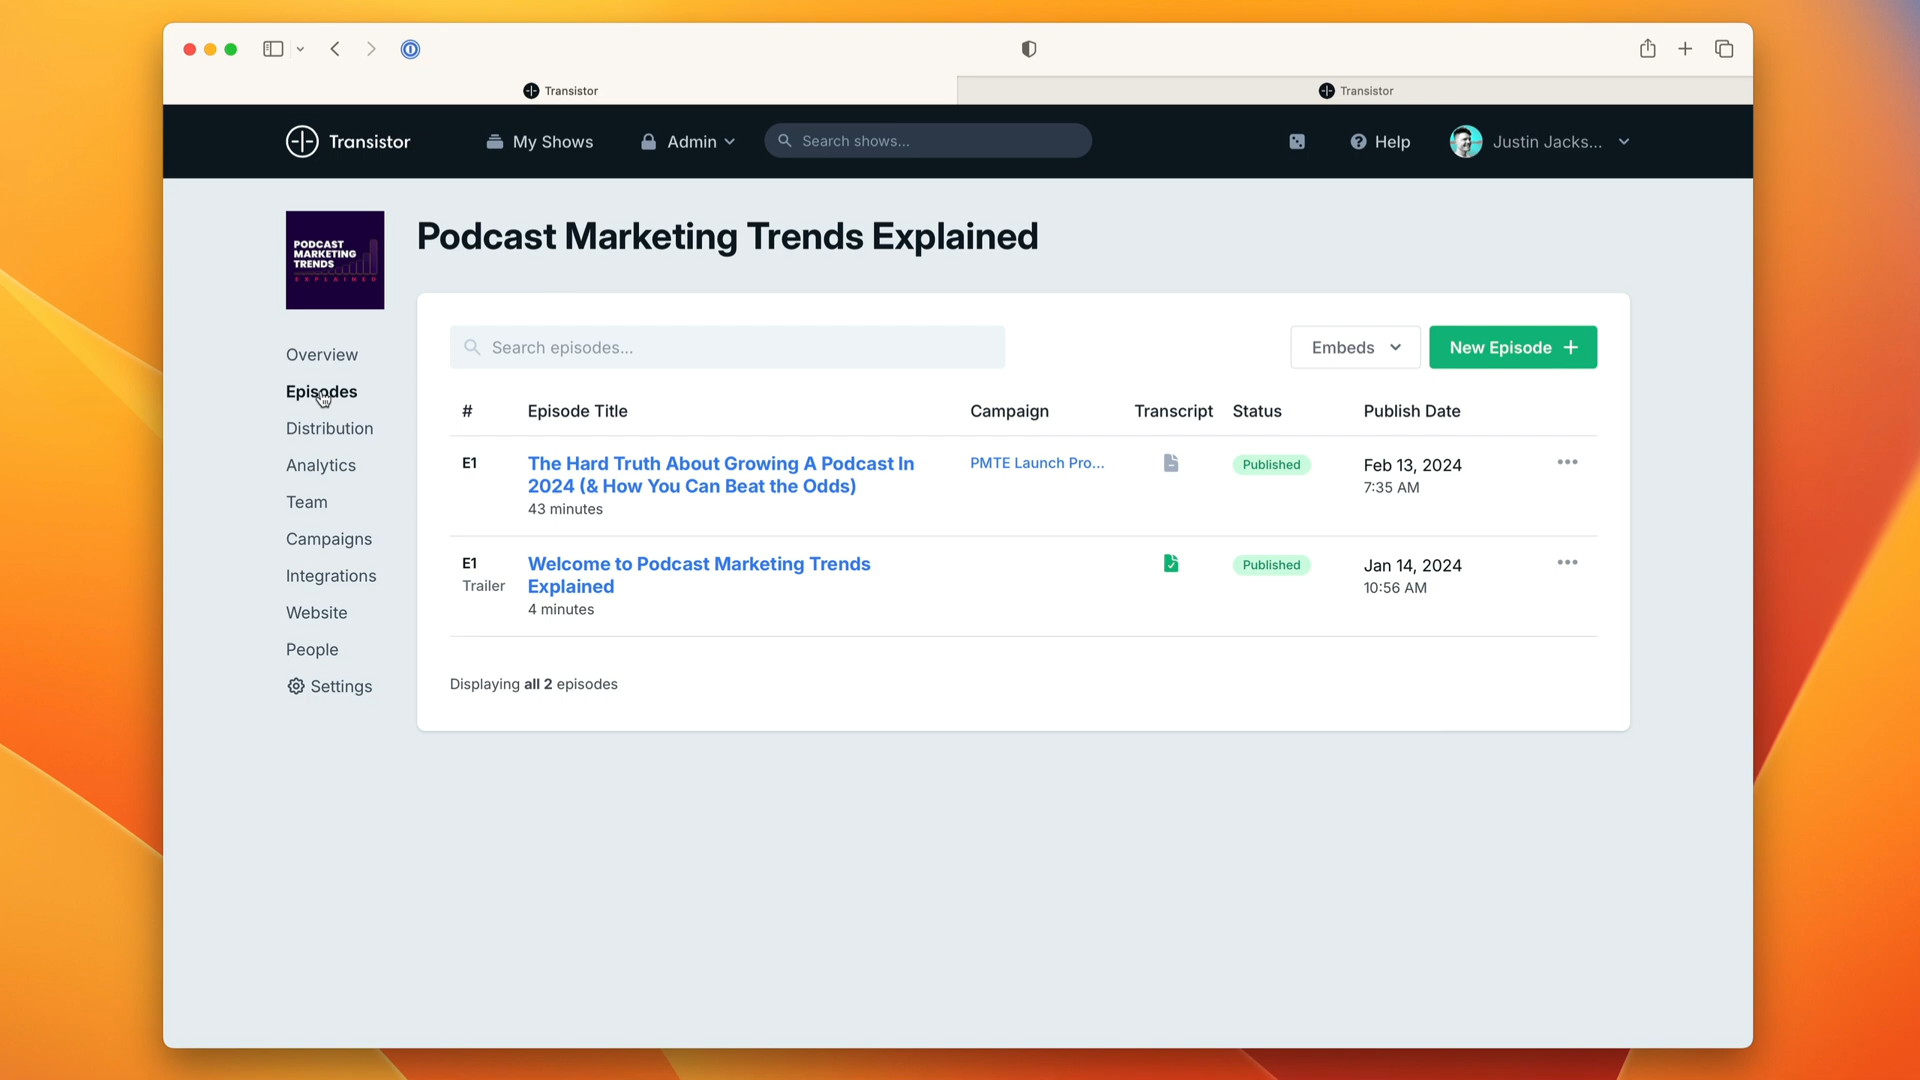 Transistor
Transistor
Transistor
My Shows
Admin
Search shows...
Help
Justin Jacks...
PODCAST
MARKETING
TRENDS
EXPLAINED
Podcast Marketing Trends Explained
Overview
Episodes
Distribution
Analytics
Team
Campaigns
Integrations
Website
People
Settings
Search episodes...
Embeds
New Episode +
# Episode Title Campaign Transcript Status Publish Date
E1
The Hard Truth About Growing A Podcast In
2024 (& How You Can Beat the Odds)
43 minutes
PMTE Launch Pro...
Published
Feb 13, 2024
7:35 AM
E1
Trailer
Welcome to Podcast Marketing Trends
Explained
4 minutes
Published
Jan 14, 2024
10:56 AM
Displaying all 2 episodes